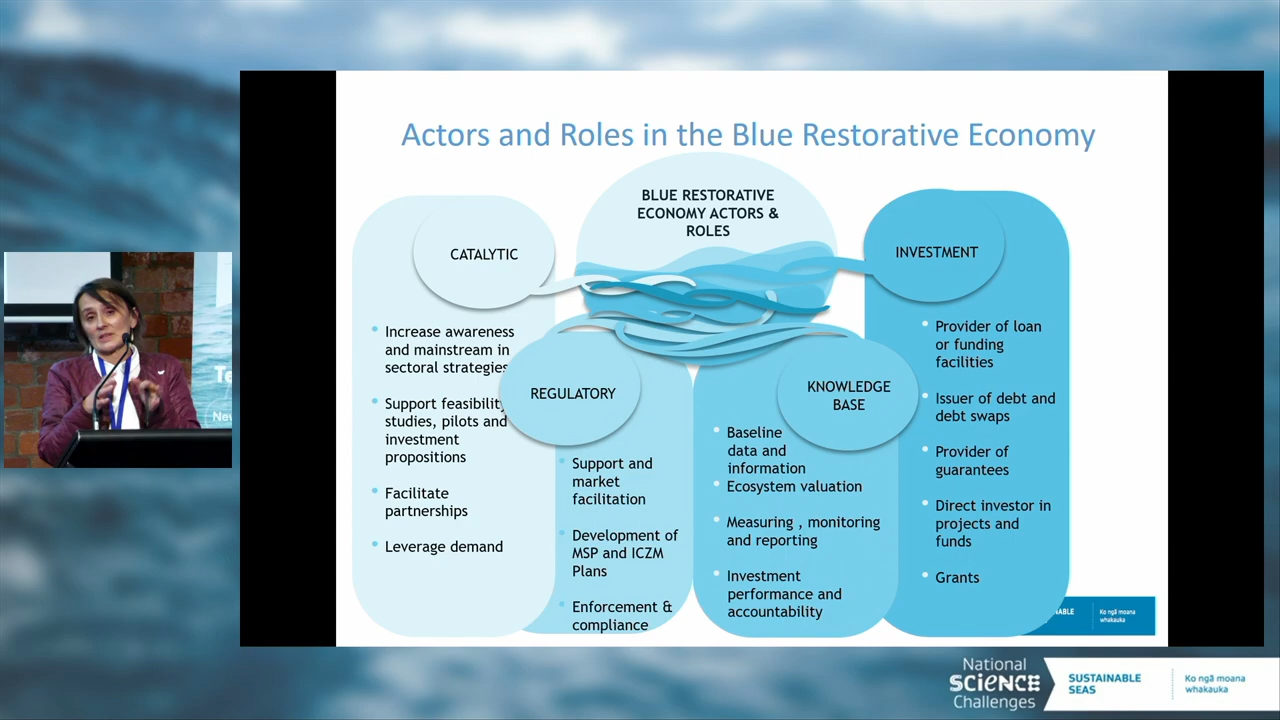 Actors and Roles in the Blue Restorative Economy
BLUE RESTORATIVE
ECONOMY ACTORS &
ROLES
CATALYTIC
Increase awareness
and mainstream in
sectoral strategies
Support feasibility
studies, pilots and
investment
propositions
Facilitate
partnerships
Leverage demand
REGULATORY
Support and
market
facilitation
Development of
MSP and ICZM
Plans
Enforcement &
compliance
KNOWLEDGE
BASE
Baseline
data and
information
Ecosystem valuation
Measuring , monitoring
and reporting
Investment
performance and
accountability
INVESTMENT
Provider of loan
or funding
facilities
Issuer of debt and
debt swaps
Provider of
guarantees
Direct investor in
projects and
funds
Grants
Ko ngā moana
whakauka
National
SCIENCE
Challenges
SUSTAINABLE
SEAS
Ko ngā moana
whakauka